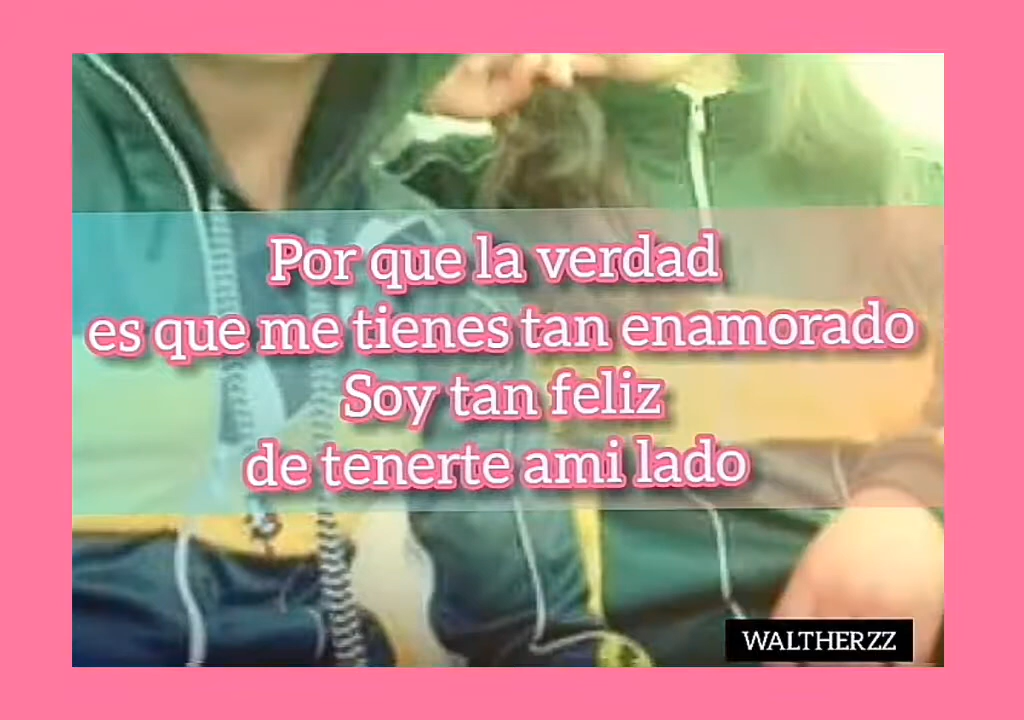 Por que la verdad
es que me tienes tan enamorado
Soy tan feliz
de tenerte ami lado
WALTHERZZ